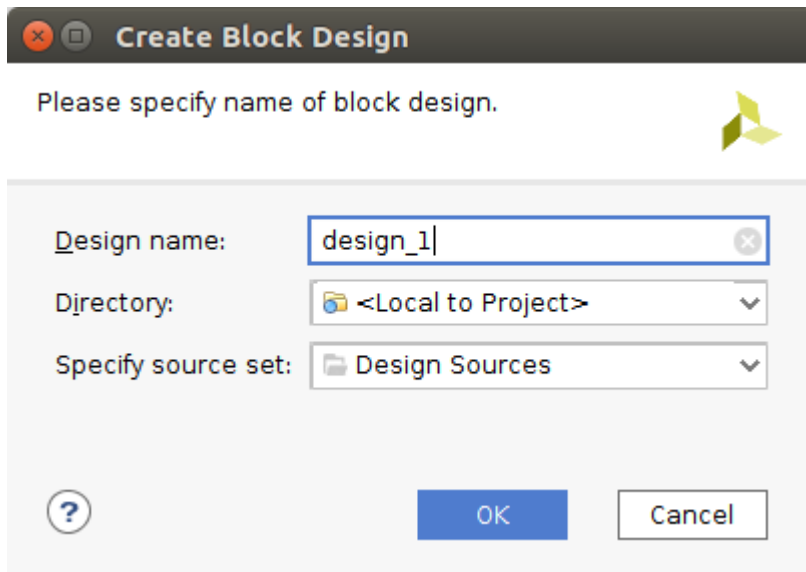 Create Block Design
Please specify name of block design.
Design name: design_1
Directory: <Local to Project>
Specify source set: Design Sources
? OK Cancel